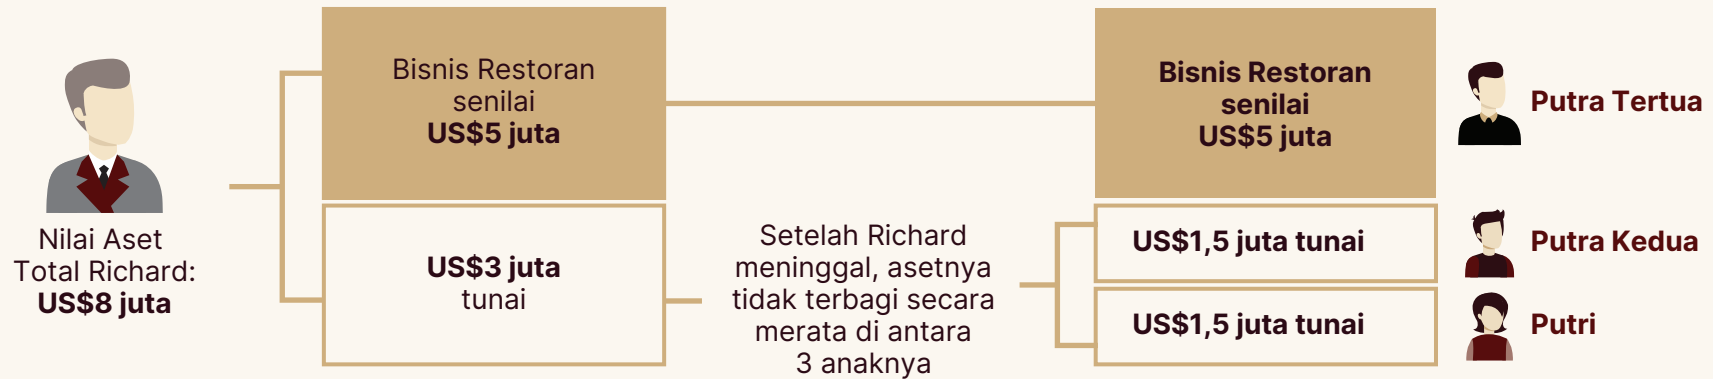 Nilai Aset
Total Richard:
US$8 juta
Bisnis Restoran
senilai
US$5 juta
US$3 juta
tunai
Setelah Richard
meninggal, asetnya
tidak terbagi secara
merata di antara
3 anaknya
Bisnis Restoran
senilai
US$5 juta
Putra Tertua
US$1,5 juta tunai
Putra Kedua
US$1,5 juta tunai
Putri